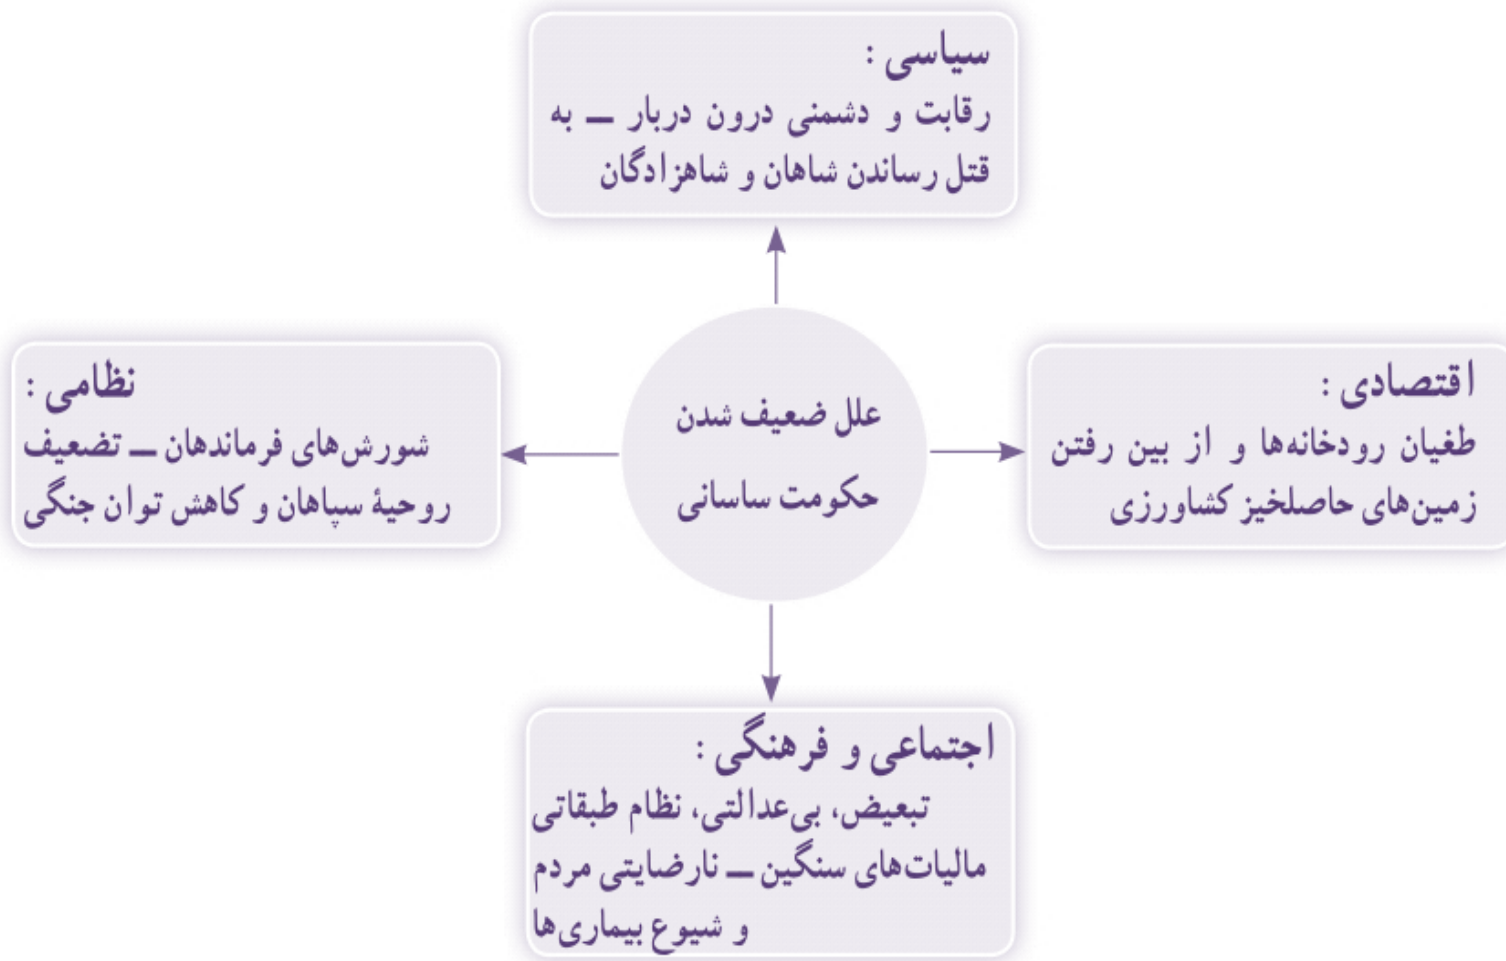 سیاسی :
رقابت و دشمنی درون دربار ــ به
قتل رساندن شاهان و شاهزادگان
علل ضعیف شدن
حکومت ساسانی
اقتصادی :
طغیان رودخانه‌ها و از بین رفتن
زمین‌های حاصلخیز کشاورزی
نظامی :
شورش‌های فرماندهان ــ تضعیف
روحیهٔ سپاهان و کاهش توان جنگی
اجتماعی و فرهنگی :
تبعیض، بی‌عدالتی، نظام طبقاتی
مالیات‌های سنگین ــ نارضایتی مردم
و شیوع بیماری‌ها